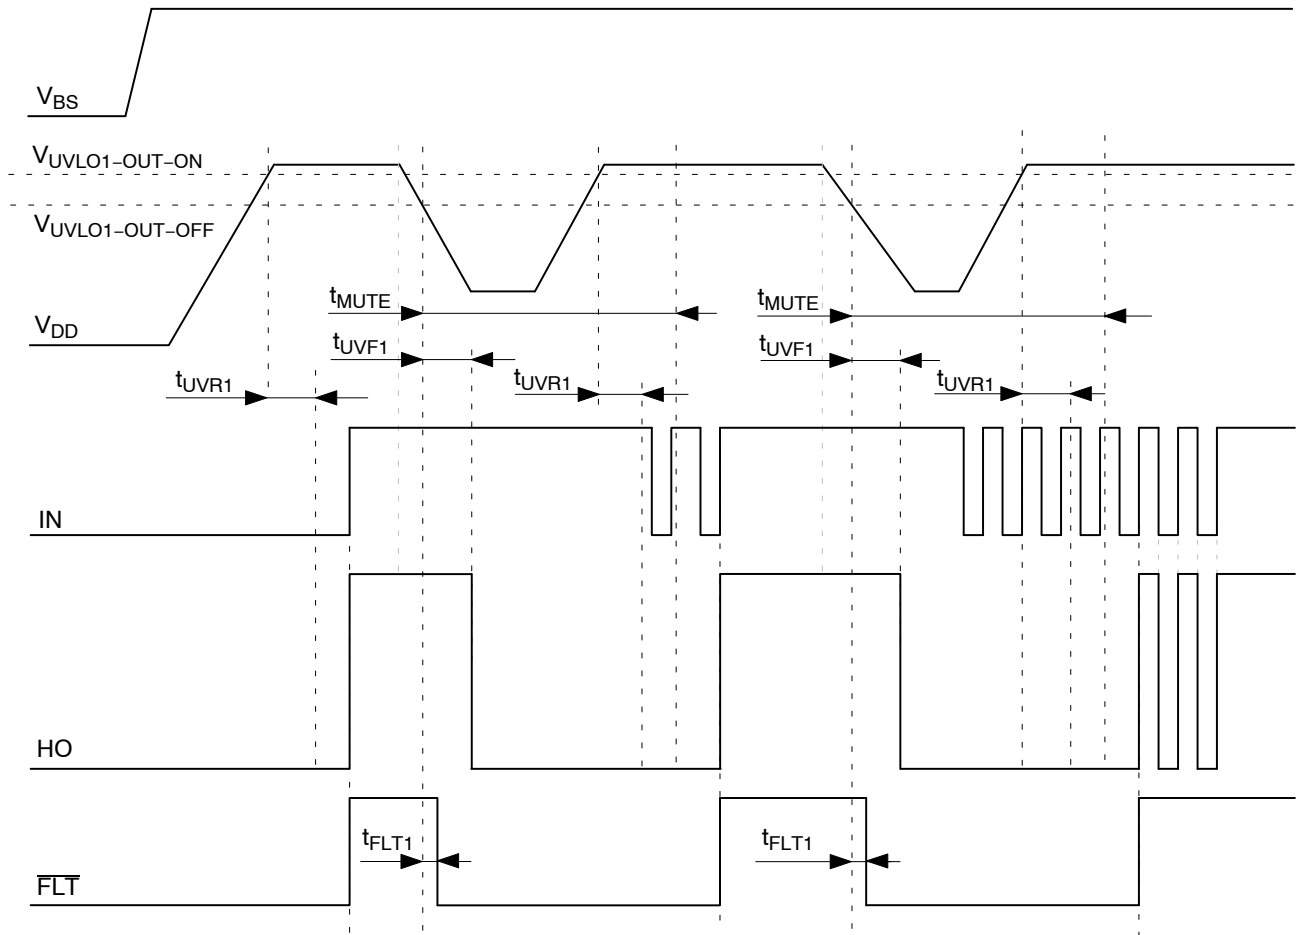 VBS
VUVLO1–OUT–ON
VUVLO1–OUT–OFF
tMUTE
tMUTE
VDD
tUVF1
tUVF1
tUVR1
tUVR1
tUVR1
IN
HO
tFLT1
tFLT1
FLT